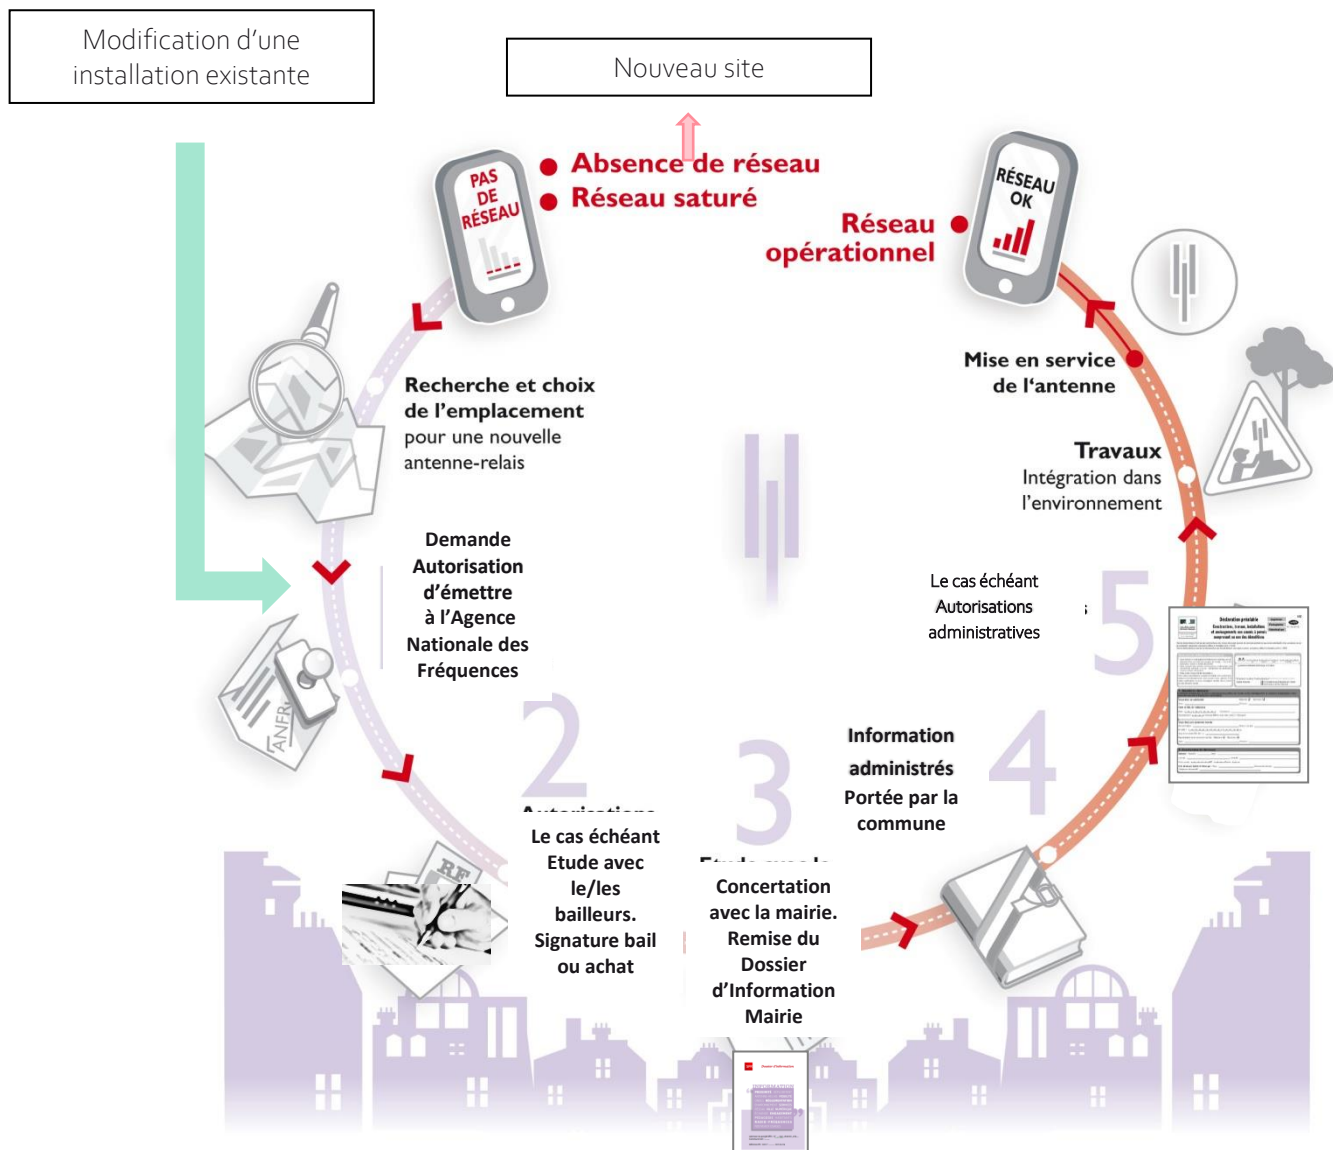 Modification d’une
installation existante
Nouveau site
PAS
DE
RÉSEAU
Absence de réseau
Réseau saturé
RÉSEAU
OK
Réseau
opérationnel
Recherche et choix
de l’emplacement
pour une nouvelle
antenne-relais
Mise en service
de l‘antenne
Travaux
Intégration dans
l’environnement
Demande
Autorisation
d’émettre
à l’Agence
Nationale des
Fréquences
ANFR
Le cas échéant
Autorisations
administratives
5
Déclaration préalable
2
3
4
Information
administrés
Portée par la
commune
RF
Le cas échéant
Etude avec
le/les
bailleurs.
Signature bail
ou achat
Concertation
avec la mairie.
Remise du
Dossier
d’Information
Mairie
INFORMATION